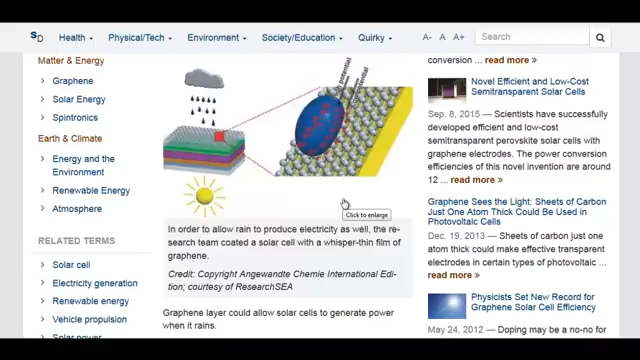 SD Health Physical/Tech Environment Society/Education Quirky A- A A+ Search
Matter & Energy
Graphene
Solar Energy
Spintronics
Earth & Climate
Energy and the
Environment
Renewable Energy
Atmosphere
RELATED TERMS
Solar cell
Electricity generation
Renewable energy
Vehicle propulsion
Solar power
potential
potential
Click to enlarge
In order to allow rain to produce electricity as well, the re-
search team coated a solar cell with a whisper-thin film of
graphene.
Credit: Copyright Angewandte Chemie International Edi-
tion; courtesy of ResearchSEA
Graphene layer could allow solar cells to generate power
when it rains.
conversion ... read more »
Novel Efficient and Low-Cost
Semitransparent Solar Cells
Sep. 8, 2015 — Scientists have successfully
developed efficient and low-cost
semitransparent perovskite solar cells with
graphene electrodes. The power conversion
efficiencies of this novel invention are around
12 ... read more »
Graphene Sees the Light: Sheets of Carbon
Just One Atom Thick Could Be Used in
Photovoltaic Cells
Dec. 19, 2013 — Sheets of carbon just one
atom thick could make effective transparent
electrodes in certain types of photovoltaic ...
read more »
Physicists Set New Record for
Graphene Solar Cell Efficiency
May 24, 2012 — Doping may be a no-no for